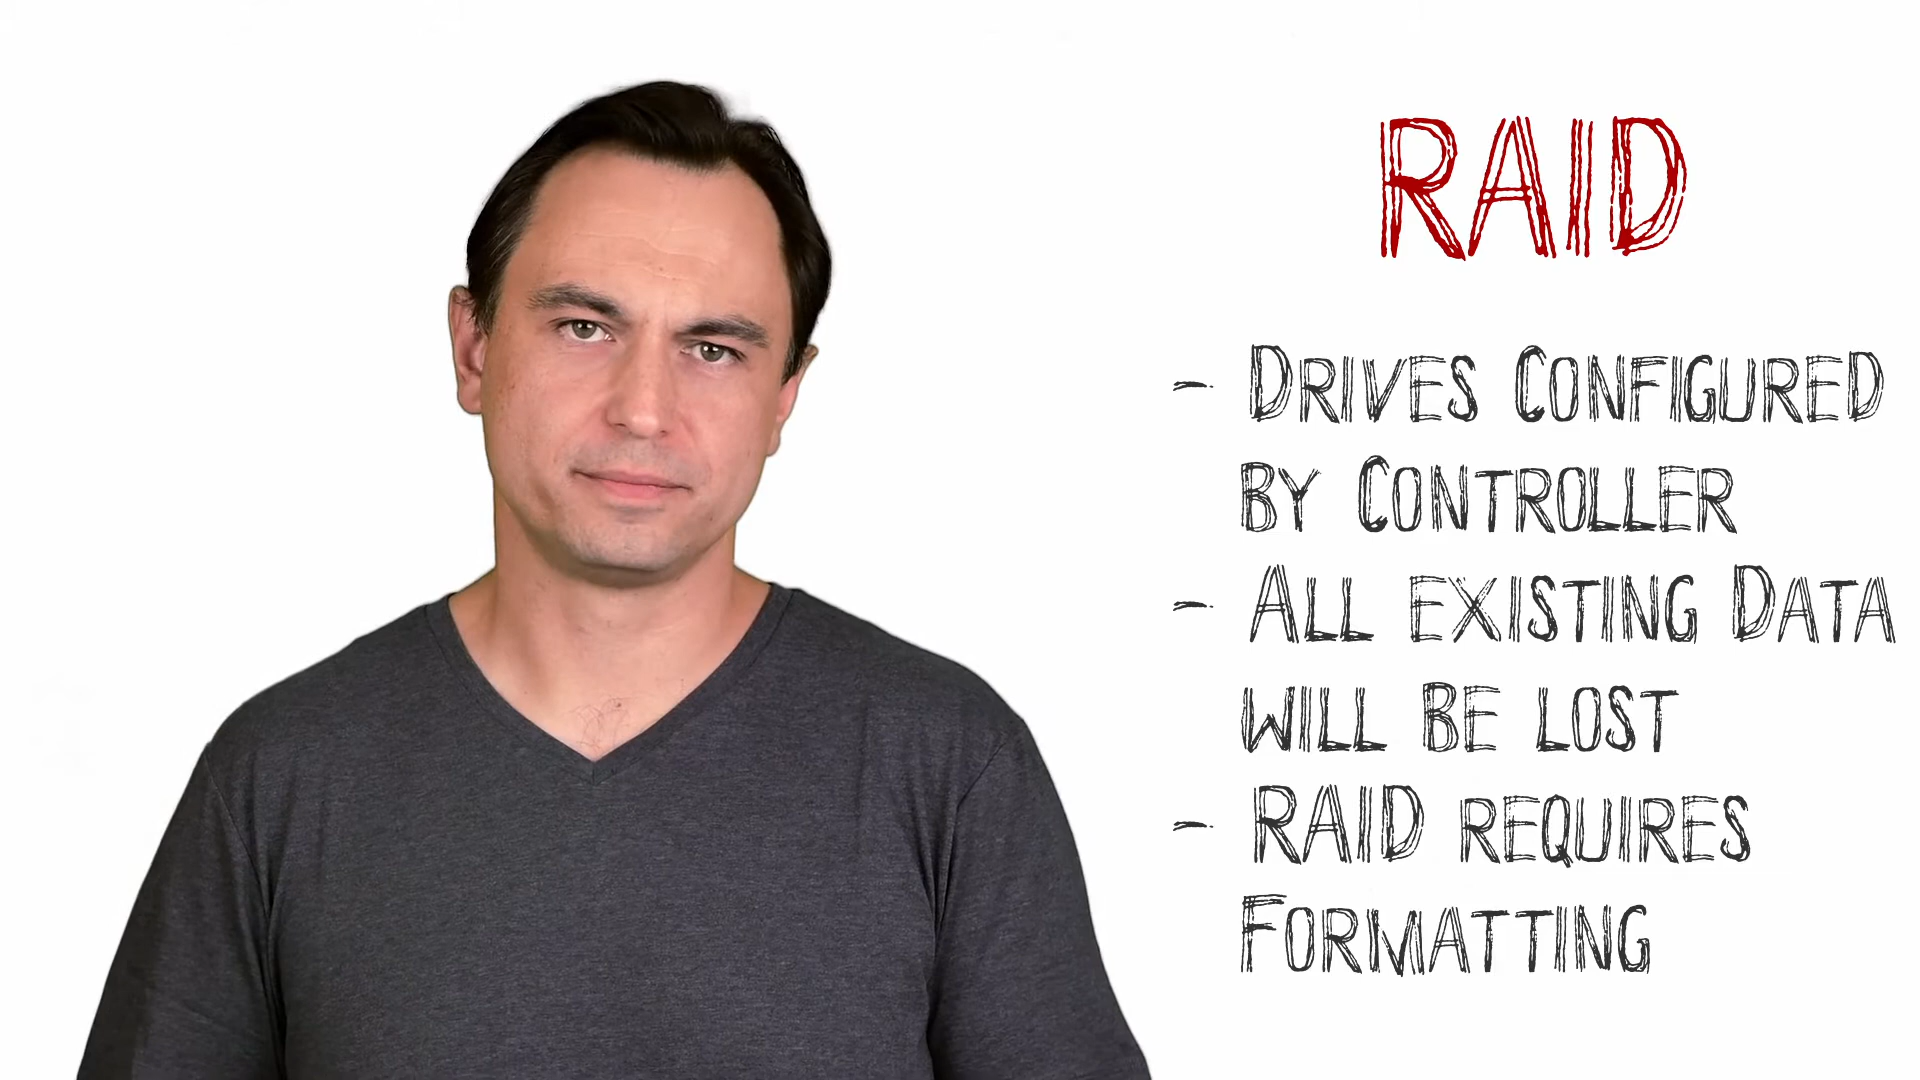 RAID
- Drives Configured
by Controller
- All existing Data
will be lost
- RAID requires
Formatting